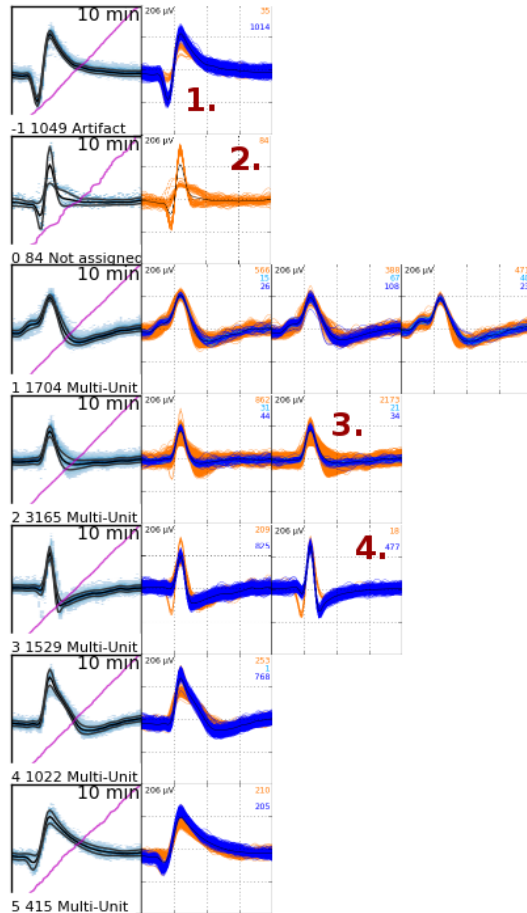 10 min 206 µV 35
1014
1.
-1 1049 Artifact
10 min 206 µV 84
2.
0 84 Not assigned
10 min 206 µV 566 206 µV 388 206 µV
15 67
26 108
1 1704 Multi-Unit
10 min 206 µV 862 206 µV 2173
31 21
44 34
3.
2 3165 Multi-Unit
10 min 206 µV 209 206 µV 18
825 477
4.
3 1529 Multi-Unit
10 min 206 µV 253
1
768
4 1022 Multi-Unit
10 min 206 µV 210
205
5 415 Multi-Unit